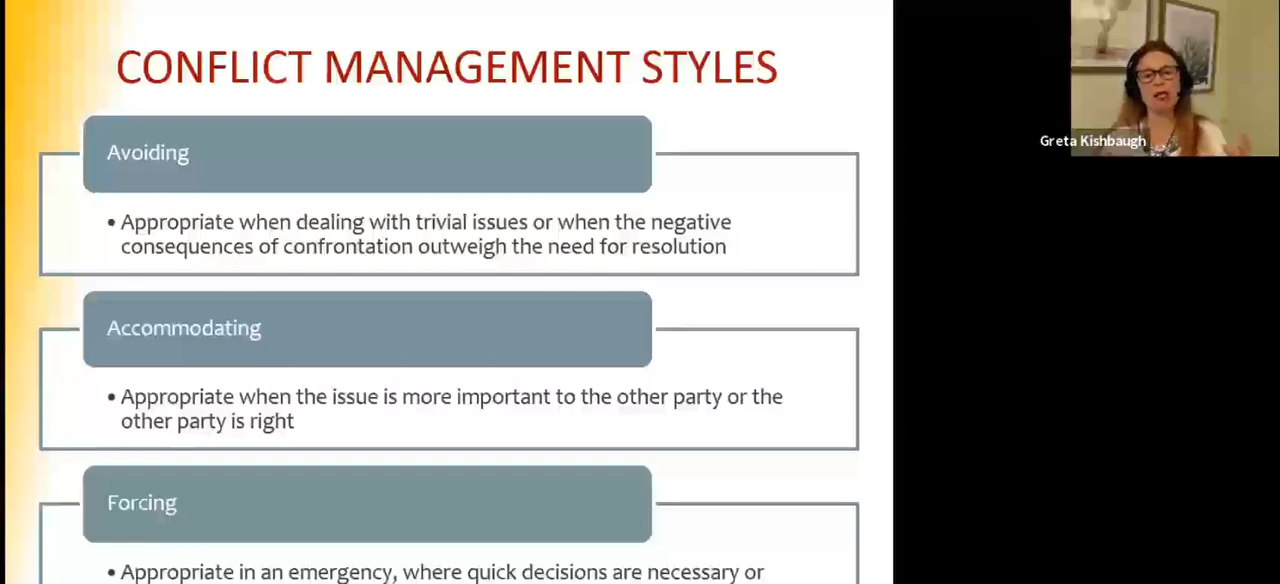 CONFLICT MANAGEMENT STYLES
Avoiding
• Appropriate when dealing with trivial issues or when the negative
consequences of confrontation outweigh the need for resolution
Accommodating
• Appropriate when the issue is more important to the other party or the
other party is right
Forcing
• Appropriate in an emergency, where quick decisions are necessary or
Greta Kishbaugh